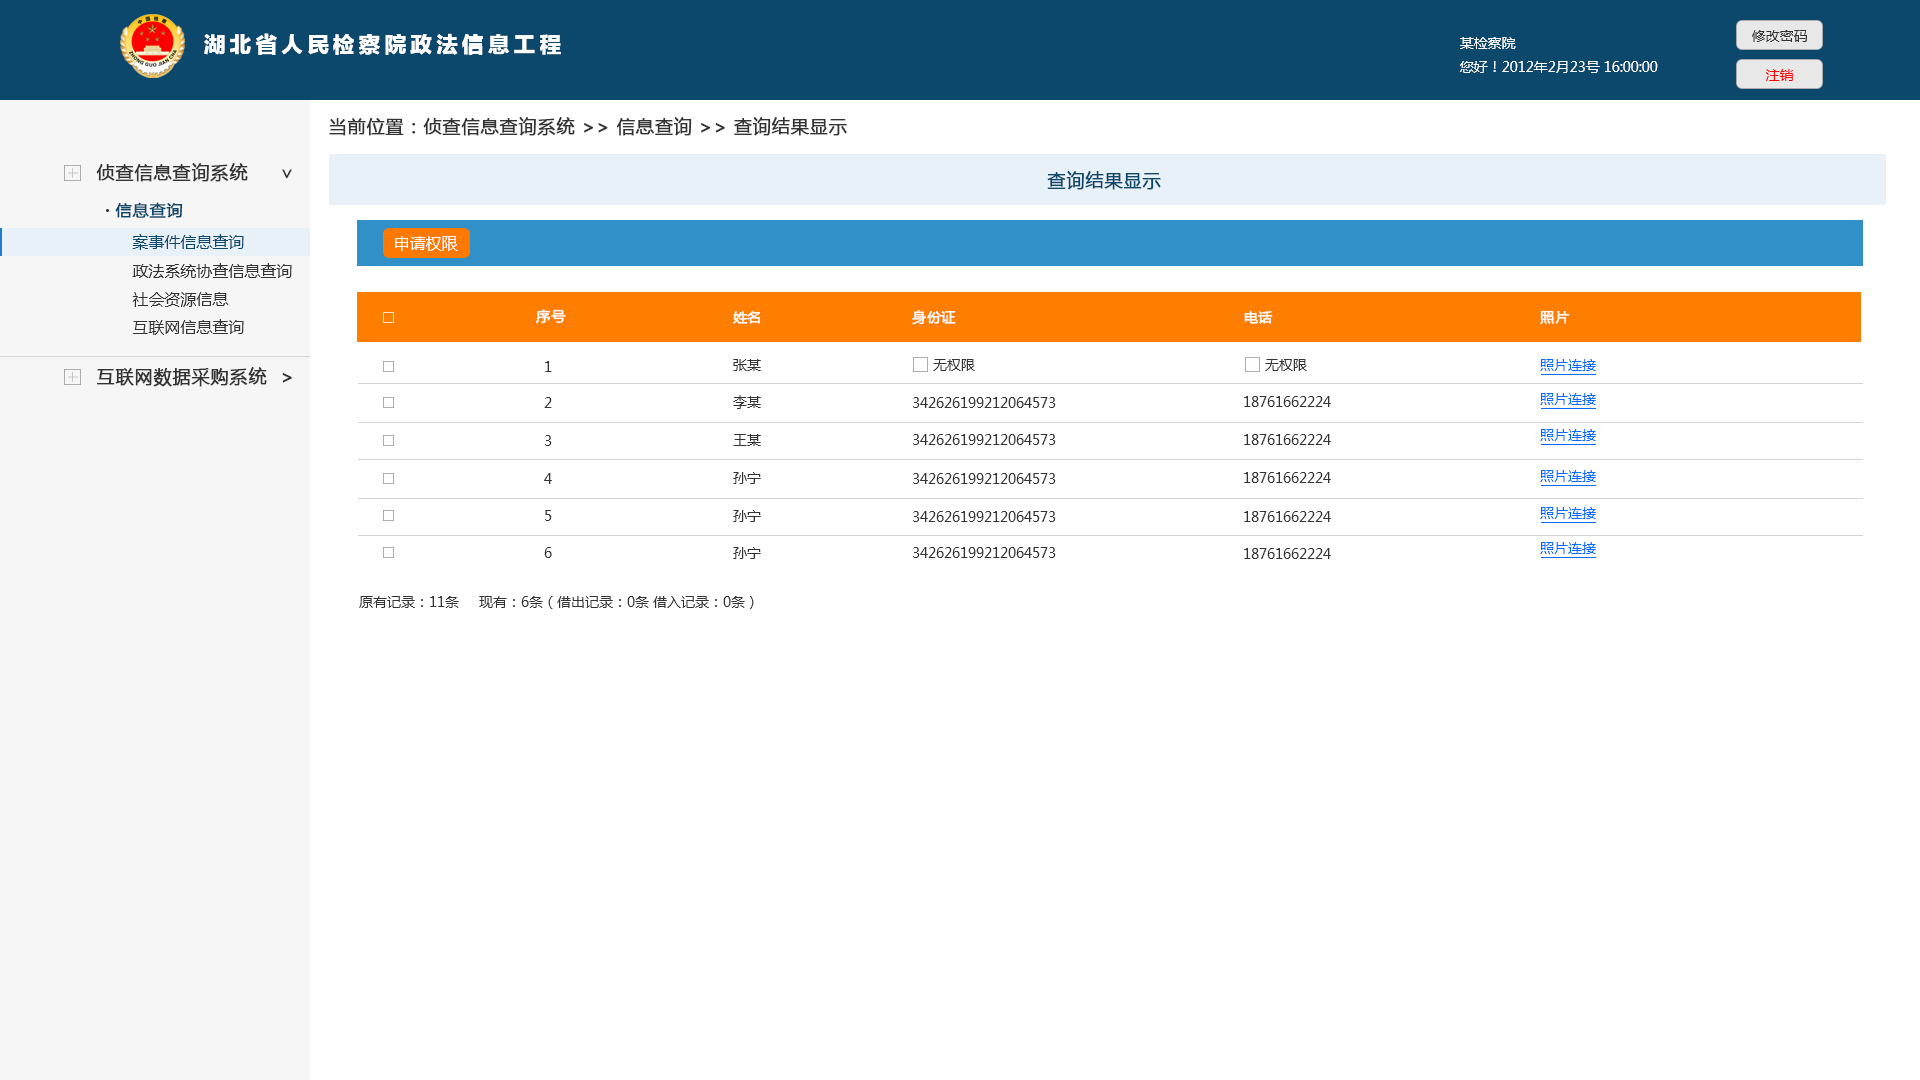 湖北省人民检察院政法信息工程
某检察院
您好！2012年2月23号 16:00:00
修改密码
注销
侦查信息查询系统 >
· 信息查询
案事件信息查询
政法系统协查信息查询
社会资源信息
互联网信息查询
互联网数据采购系统 >
当前位置：侦查信息查询系统 >> 信息查询 >> 查询结果显示
查询结果显示
申请权限
序号 姓名 身份证 电话 照片
1 张某 无权限 无权限 照片连接
2 李某 342626199212064573 18761662224 照片连接
3 王某 342626199212064573 18761662224 照片连接
4 孙宁 342626199212064573 18761662224 照片连接
5 孙宁 342626199212064573 18761662224 照片连接
6 孙宁 342626199212064573 18761662224 照片连接
原有记录：11条 现有：6条（借出记录：0条 借入记录：0条）